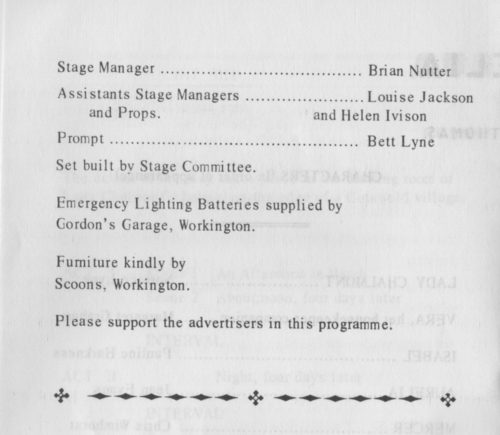 Stage Manager .................................... Brian Nutter
Assistants Stage Managers ..................... Louise Jackson
and Props. and Helen Ivison
Prompt .................................................. Bett Lyne
Set built by Stage Committee.
Emergency Lighting Batteries supplied by
Gordon's Garage, Workington.
Furniture kindly by
Scoons, Workington.
Please support the advertisers in this programme.